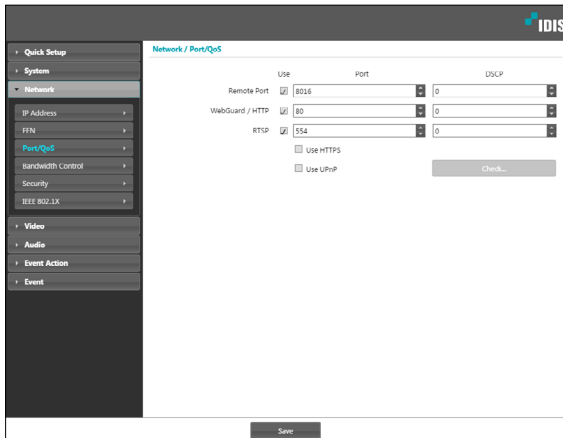 IDIS
Quick Setup
System
Network
IP Address
FEN
Port/QoS
Bandwidth Control
Security
IEEE 802.1X
Video
Audio
Event Action
Event
Network / Port/QoS
Use Port DSCP
Remote Port 8016 0
WebGuard / HTTP 80 0
RTSP 554 0
Use HTTPS
Use UPnP Check...
Save